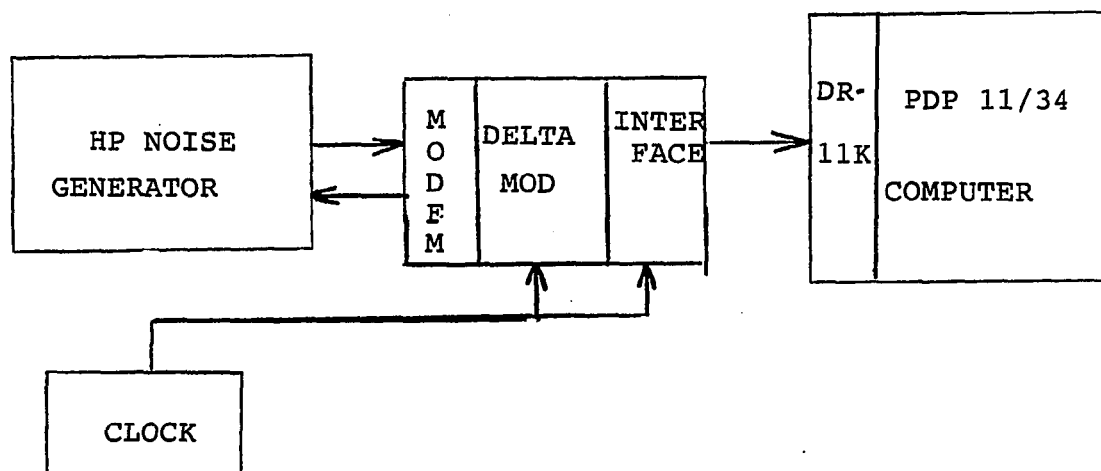 HP NOISE
GENERATOR
M
O
D
E
M
DELTA
MOD
INTER
FACE
DR-
11K
PDP 11/34
COMPUTER
CLOCK